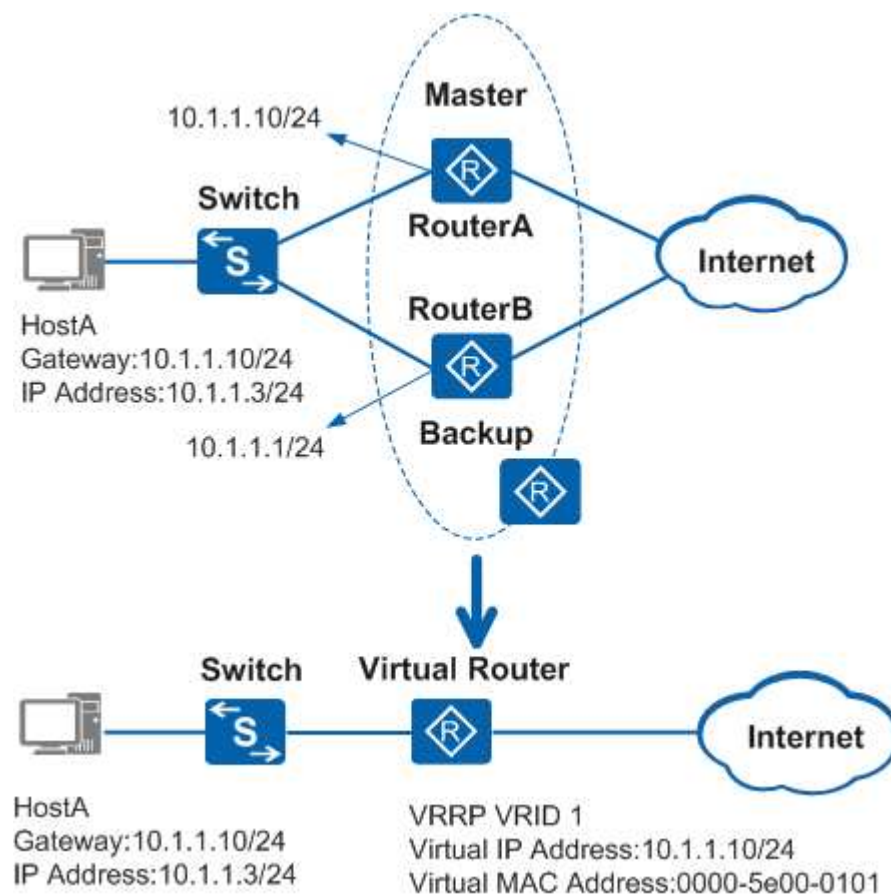 Master
10.1.1.10/24
R
Switch
RouterA
S
Internet
HostA
Gateway:10.1.1.10/24
IP Address:10.1.1.3/24
RouterB
R
10.1.1.1/24
Backup
R
Switch
Virtual Router
S
R
Internet
HostA
Gateway:10.1.1.10/24
IP Address:10.1.1.3/24
VRRP VRID 1
Virtual IP Address:10.1.1.10/24
Virtual MAC Address:0000-5e00-0101